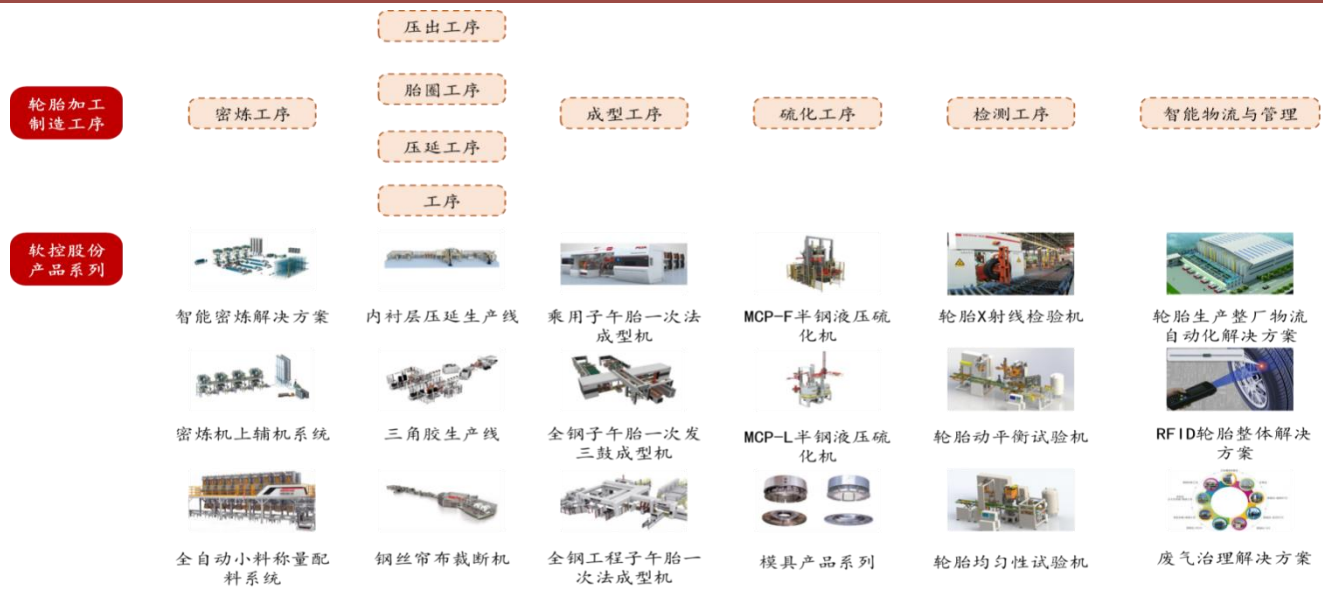 压出工序
胎圈工序
轮胎加工
制造工序
密炼工序
成型工序
硫化工序
检测工序
智能物流与管理
压延工序
工序
软控股份
产品系列
智能密炼解决方案
内衬层压延生产线
乘用子午胎一次法
成型机
MCP-F半钢液压硫
化机
轮胎X射线检验机
轮胎生产整厂物流
自动化解决方案
密炼机上辅机系统
三角胶生产线
全钢子午胎一次发
三鼓成型机
MCP-L半钢液压硫
化机
轮胎动平衡试验机
RFID轮胎整体解决
方案
全自动小料称量配
料系统
钢丝帘布裁断机
全钢工程子午胎一
次法成型机
模具产品系列
轮胎均匀性试验机
废气治理解决方案